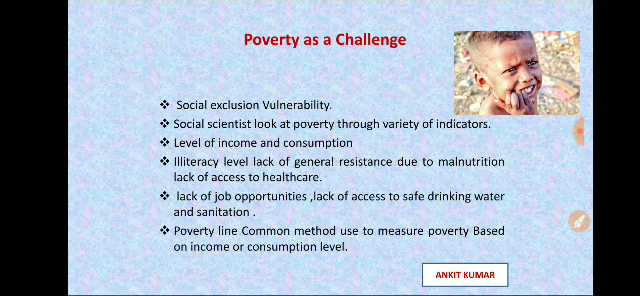 Poverty as a Challenge
❖ Social exclusion Vulnerability.
❖ Social scientist look at poverty through variety of indicators.
❖ Level of income and consumption
❖ Illiteracy level lack of general resistance due to malnutrition
lack of access to healthcare.
❖ lack of job opportunities ,lack of access to safe drinking water
and sanitation .
❖ Poverty line Common method use to measure poverty Based
on income or consumption level.
ANKIT KUMAR